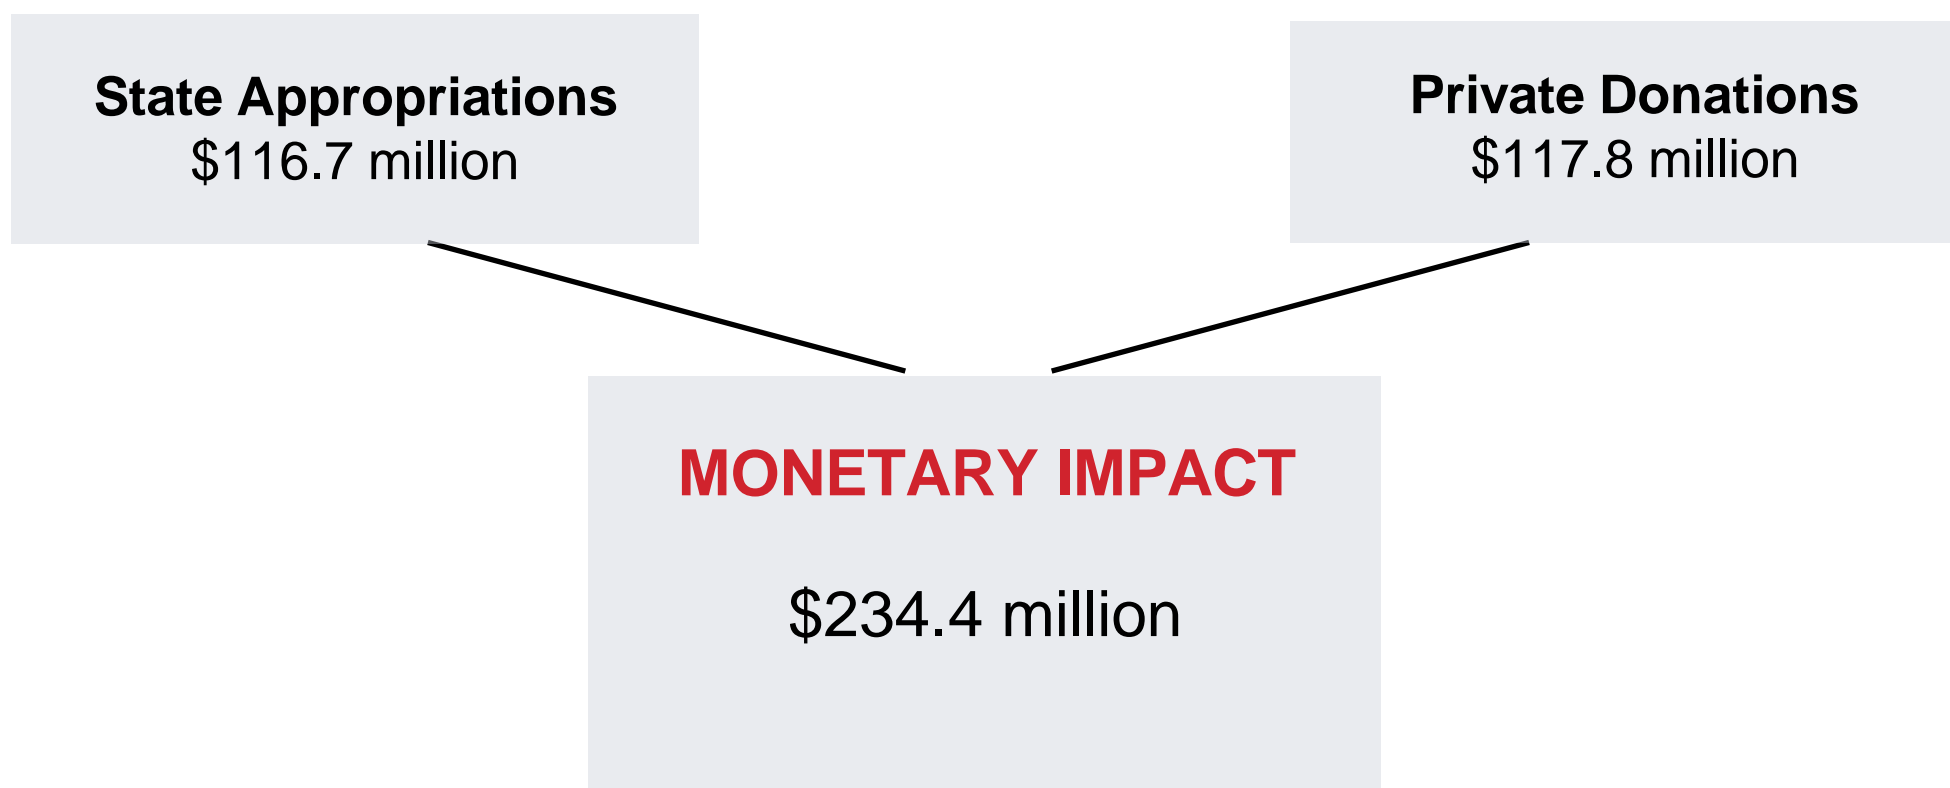 State Appropriations
$116.7 million
Private Donations
$117.8 million
MONETARY IMPACT
$234.4 million